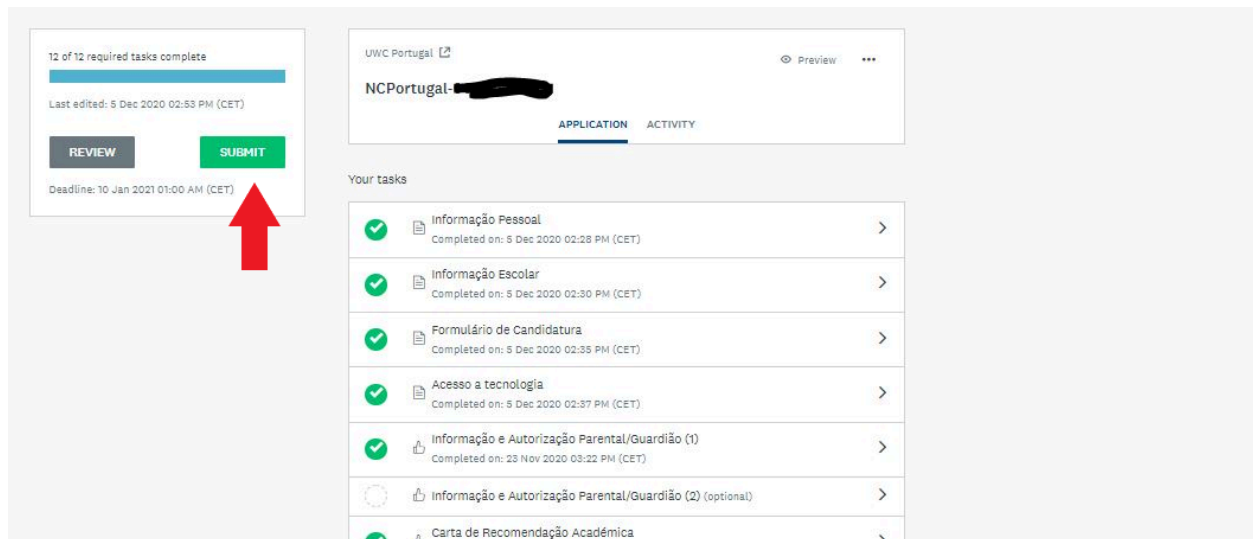 12 of 12 required tasks complete
Last edited: 5 Dec 2020 02:53 PM (CET)
REVIEW
SUBMIT
Deadline: 10 Jan 2021 01:00 AM (CET)
UWC Portugal
Preview
NCPortugal-
APPLICATION
ACTIVITY
Your tasks
Informação Pessoal
Completed on: 5 Dec 2020 02:28 PM (CET)
Informação Escolar
Completed on: 5 Dec 2020 02:30 PM (CET)
Formulário de Candidatura
Completed on: 5 Dec 2020 02:35 PM (CET)
Acesso a tecnologia
Completed on: 5 Dec 2020 02:37 PM (CET)
Informação e Autorização Parental/Guardião (1)
Completed on: 23 Nov 2020 03:22 PM (CET)
Informação e Autorização Parental/Guardião (2) (optional)
Carta de Recomendação Académica